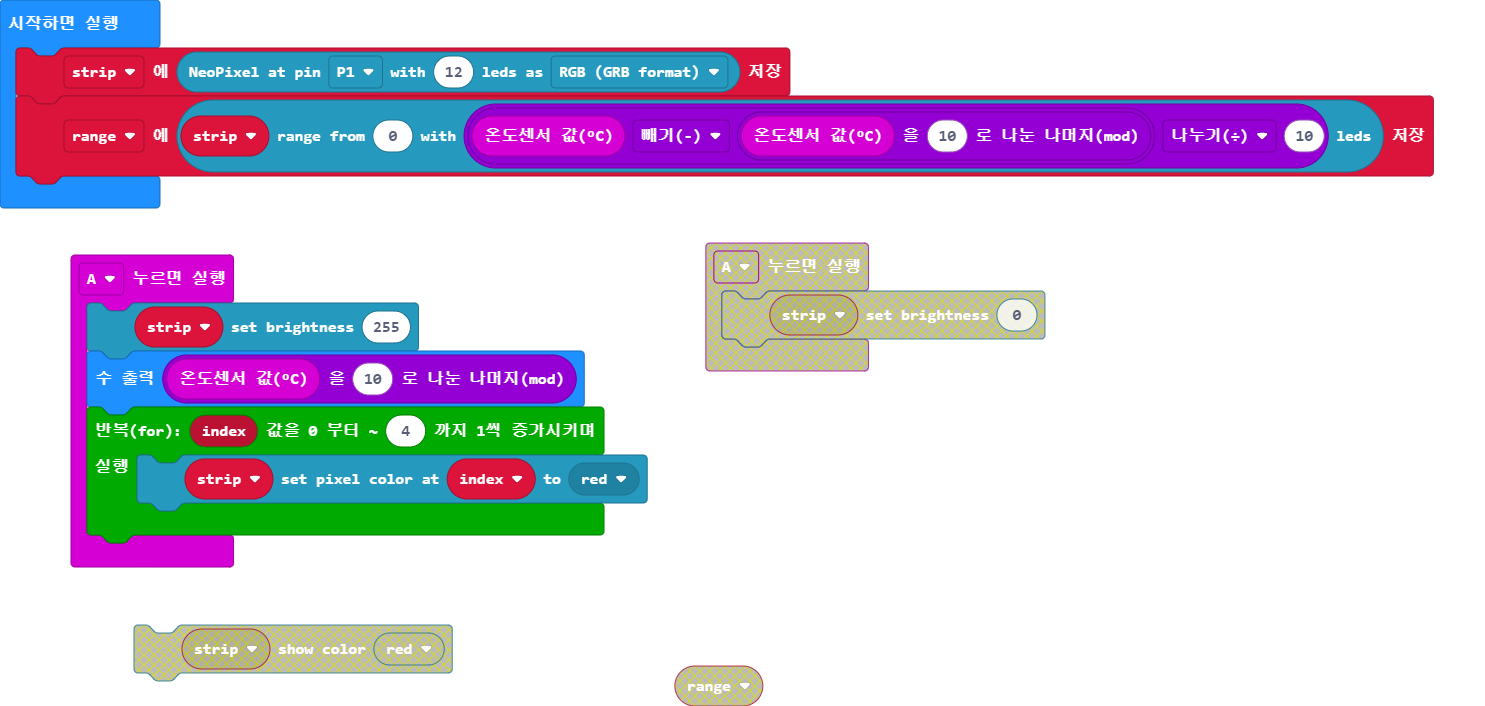 시작하면 실행
strip 에 NeoPixel at pin P1 with 12 leds as RGB (GRB format) 저장
range 에 strip range from 0 with 온도센서 값(ºC) 빼기(-) 온도센서 값(ºC) 을 10 로 나눈 나머지(mod) 나누기(÷) 10 leds 저장
A 누르면 실행
strip set brightness 255
수 출력 온도센서 값(ºC) 을 10 로 나눈 나머지(mod)
반복(for): index 값을 0 부터 ~ 4 까지 1씩 증가시키며
실행 strip set pixel color at index to red
A 누르면 실행
strip set brightness 0
strip show color red
range